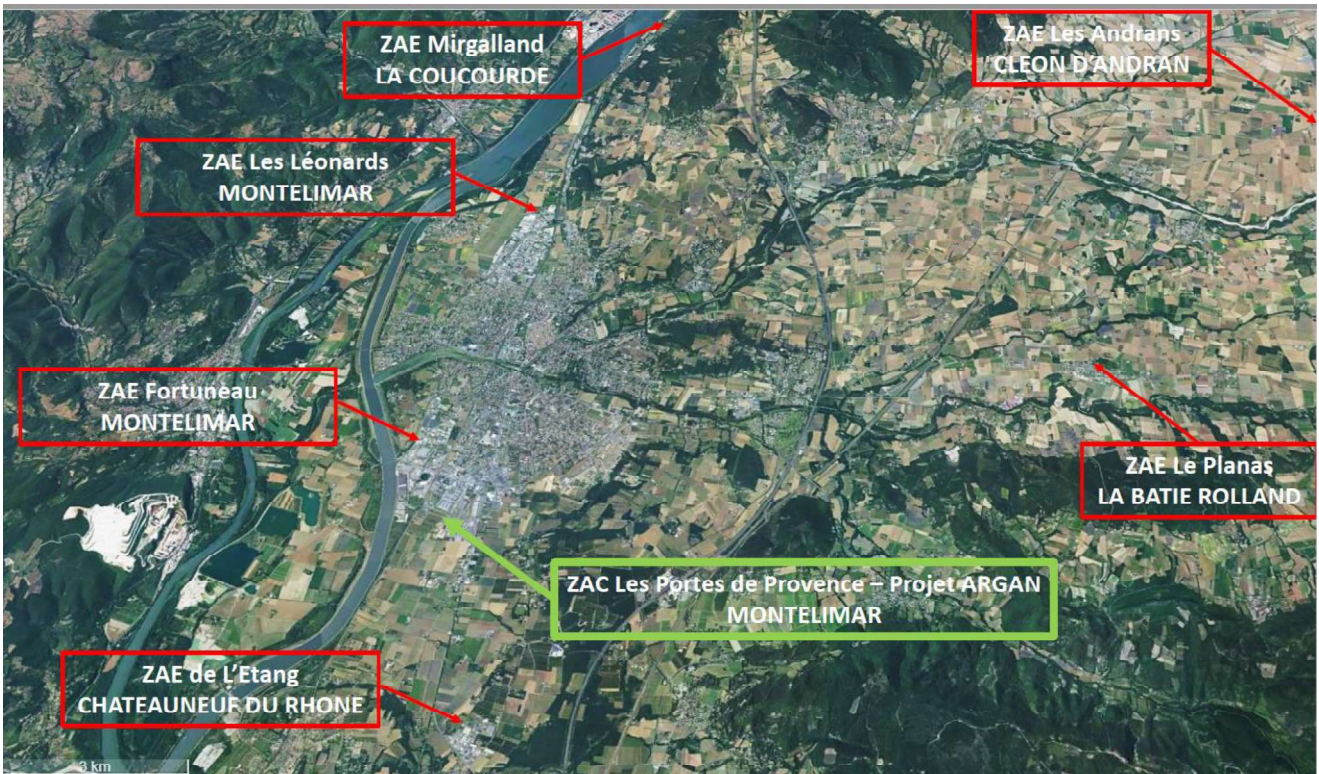 ZAE Mirgalland
LA COUCOURDE
ZAE Les Andrans
CLEON D'ANDRAN
ZAE Les Léonards
MONTELIMAR
ZAE Fortuneau
MONTELIMAR
ZAE Le Planas
LA BATIE ROLLAND
ZAC Les Portes de Provence – Projet ARGAN
MONTELIMAR
ZAE de L'Etang
CHATEAUNEUF DU RHONE
3 km